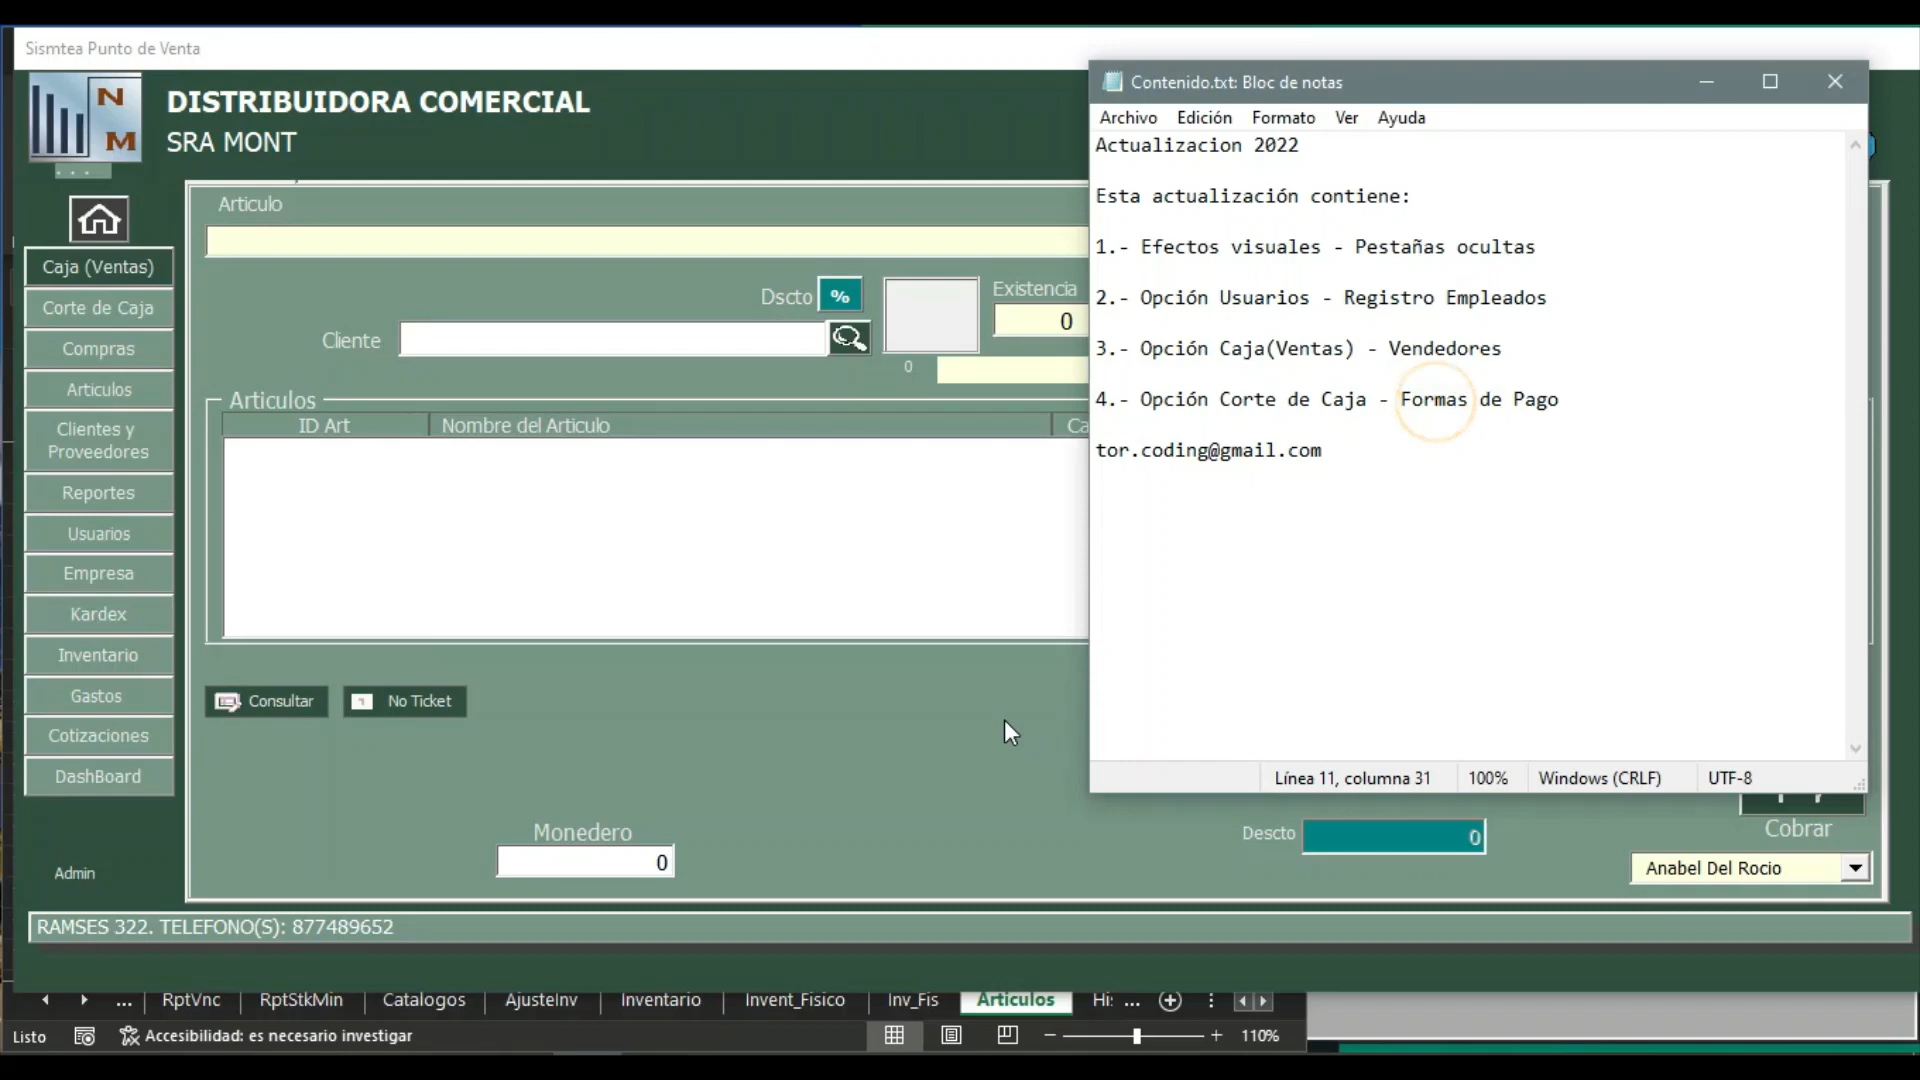 Sismtea Punto de Venta
N
M
DISTRIBUIDORA COMERCIAL
SRA MONT
Caja (Ventas)
Corte de Caja
Compras
Articulos
Clientes y
Proveedores
Reportes
Usuarios
Empresa
Kardex
Inventario
Gastos
Cotizaciones
DashBoard
Admin
Articulo
Dscto %
Existencia
0
Cliente
0
Articulos
ID Art Nombre del Articulo Ca
Consultar No Ticket
Monedero
0
Descto 0
Cobrar
Anabel Del Rocio
Contenido.txt: Bloc de notas
Archivo Edición Formato Ver Ayuda
Actualizacion 2022
Esta actualización contiene:
1.- Efectos visuales - Pestañas ocultas
2.- Opción Usuarios - Registro Empleados
3.- Opción Caja(Ventas) - Vendedores
4.- Opción Corte de Caja - Formas de Pago
tor.coding@gmail.com
Línea 11, columna 31 100% Windows (CRLF) UTF-8
RAMSES 322. TELEFONO(S): 877489652
... RptVnc RptStkMin Catalogos AjusteInv Inventario Invent_Fisico Inv_Fis Articulos Hi: ...
Listo Accesibilidad: es necesario investigar 110%